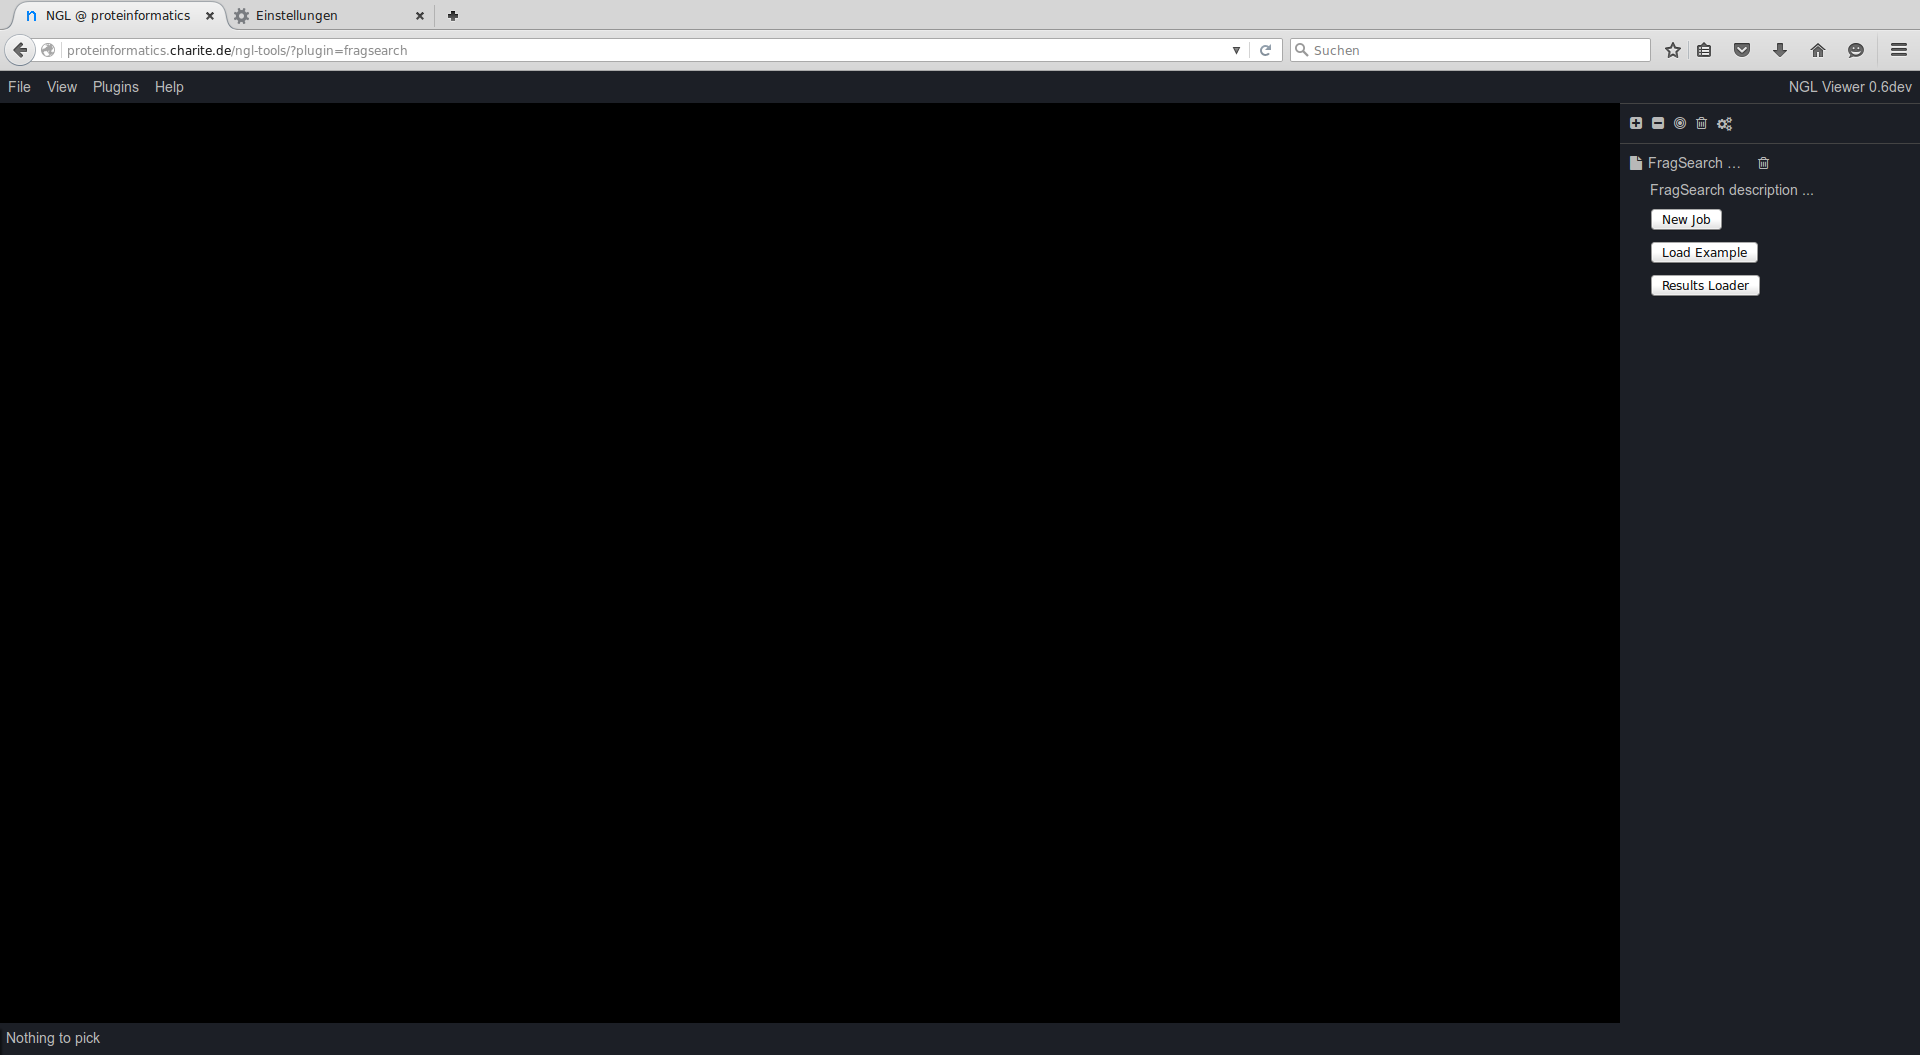 NGL @ proteinformatics
Einstellungen
proteinformatics.charite.de/ngl-tools/?plugin=fragsearch
Suchen
File View Plugins Help
NGL Viewer 0.6dev
FragSearch ...
FragSearch description ...
New Job
Load Example
Results Loader
Nothing to pick